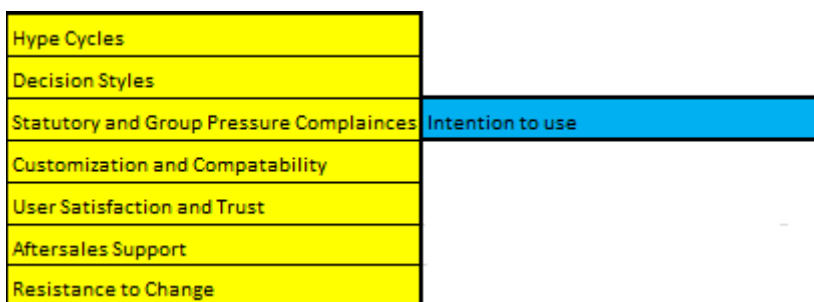 Hype Cycles
Decision Styles
Statutory and Group Pressure Complainces Intention to use
Customization and Compatability
User Satisfaction and Trust
Aftersales Support
Resistance to Change